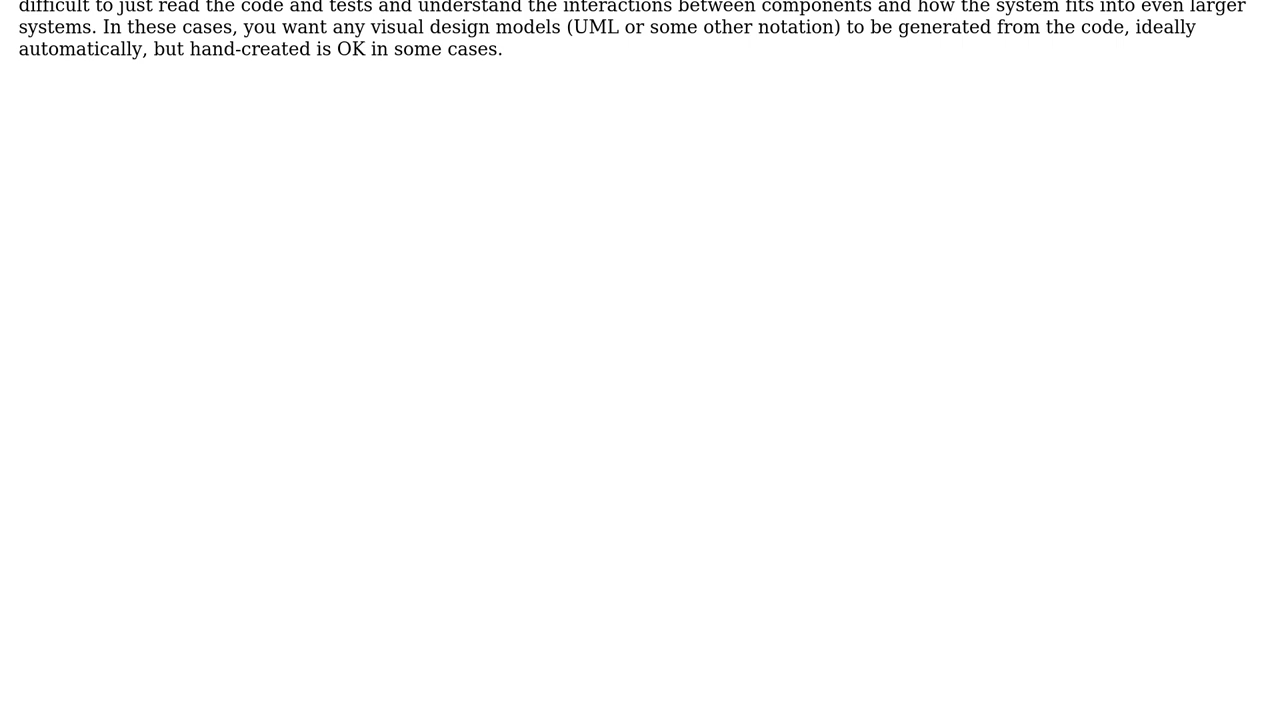 difficult to just read the code and tests and understand the interactions between components and how the system fits into even larger
systems. In these cases, you want any visual design models (UML or some other notation) to be generated from the code, ideally
automatically, but hand-created is OK in some cases.